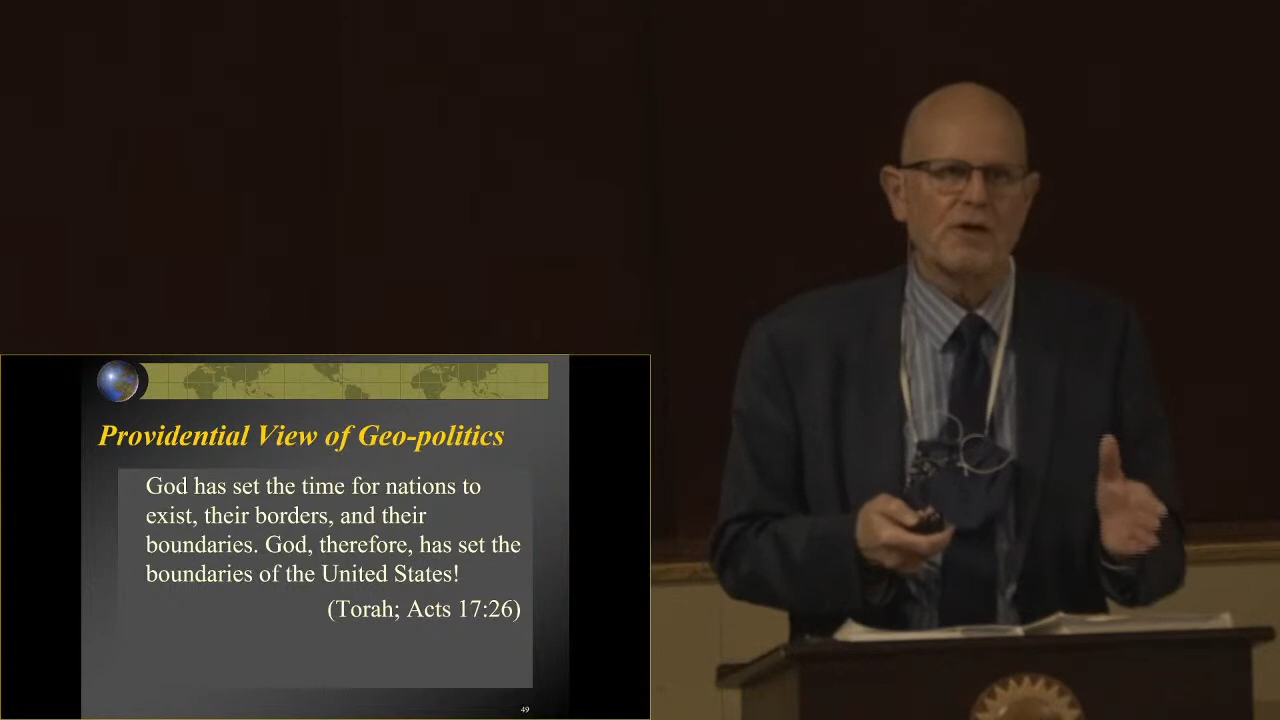 Providential View of Geo-politics
God has set the time for nations to
exist, their borders, and their
boundaries. God, therefore, has set the
boundaries of the United States!
(Torah; Acts 17:26)
49